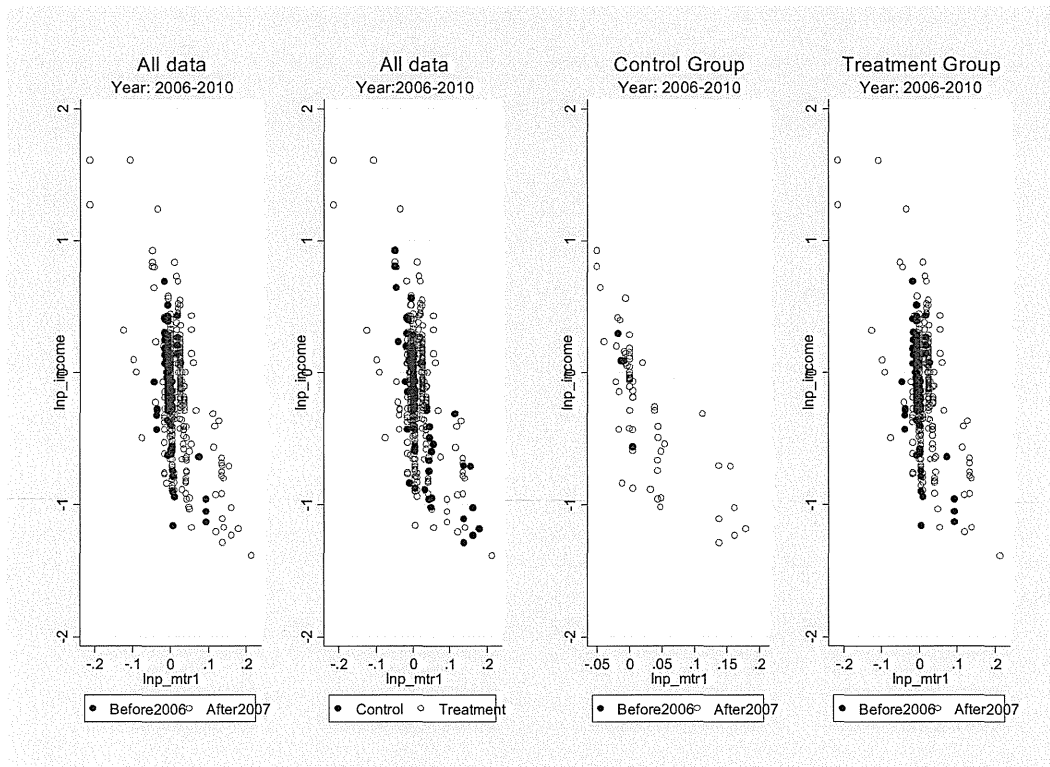 All data
Year: 2006-2010
2
1
0
-1
-2
lnp_income
-.2 -.1 0 .1 .2
lnp_mtr1
Before2006 After2007
All data
Year:2006-2010
2
1
0
-1
-2
lnp_income
-.2 -.1 0 .1 .2
lnp_mtr1
Control Treatment
Control Group
Year: 2006-2010
2
1
0
-1
-2
lnp_income
-.05 0 .05 .1 .15 .2
lnp_mtr1
Before2006 After2007
Treatment Group
Year: 2006-2010
2
1
0
-1
-2
lnp_income
-.2 -.1 0 .1 .2
lnp_mtr1
Before2006 After2007